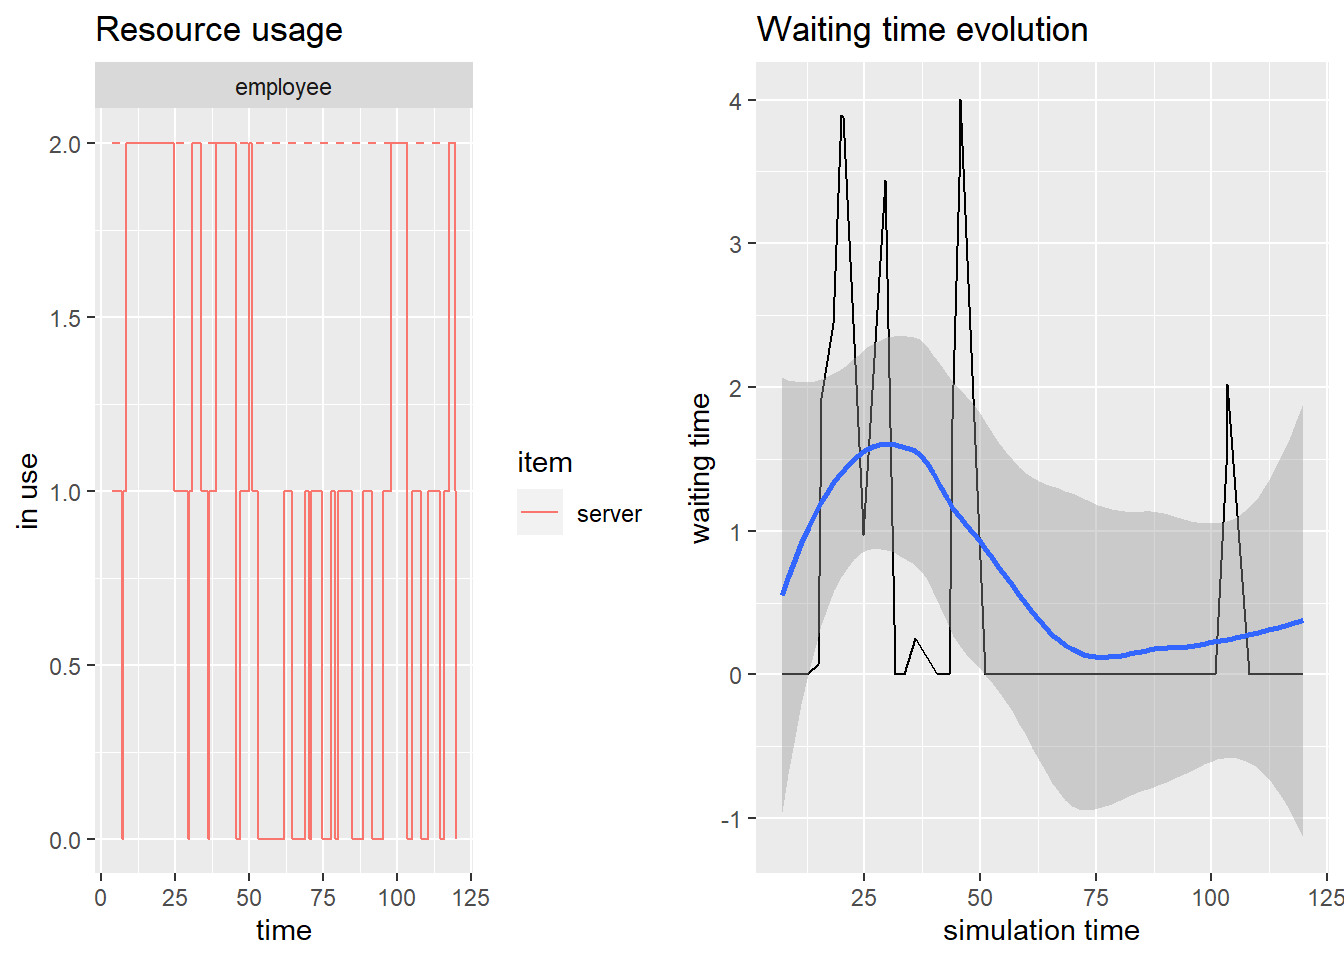 Resource usage
employee
2.0
1.5
1.0
0.5
0.0
in use
0 25 50 75 100 125
time
item
server
Waiting time evolution
4
3
2
1
0
-1
waiting time
25 50 75 100 125
simulation time